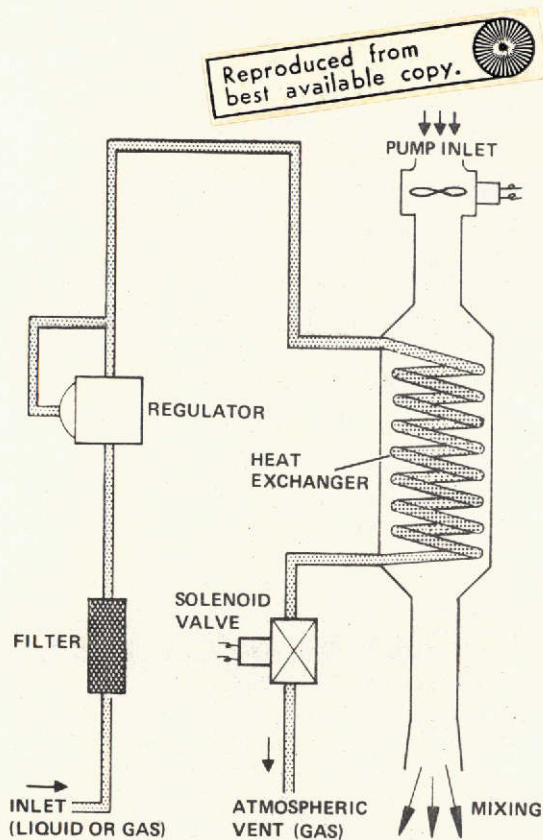 Reproduced from
best available copy.
PUMP INLET
REGULATOR
HEAT
EXCHANGER
SOLENOID
VALVE
FILTER
INLET
(LIQUID OR GAS)
ATMOSPHERIC
VENT (GAS)
MIXING